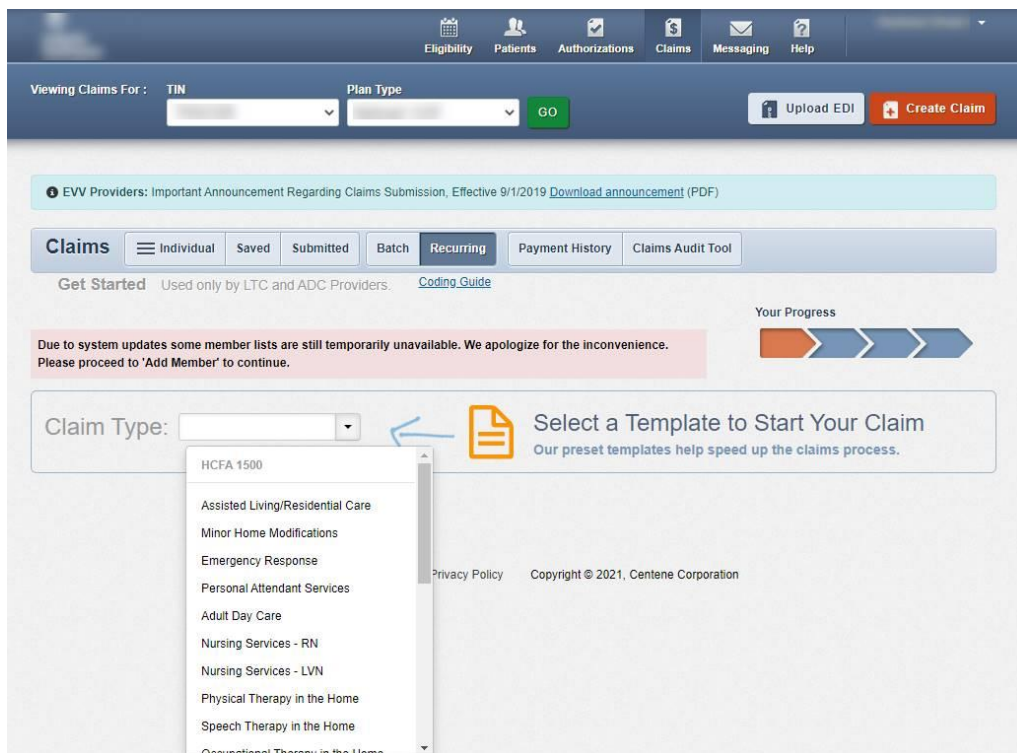 Eligibility Patients Authorizations Claims Messaging Help
Viewing Claims For : TIN Plan Type
GO Upload EDI Create Claim
EVV Providers: Important Announcement Regarding Claims Submission, Effective 9/1/2019 Download announcement (PDF)
Claims Individual Saved Submitted Batch Recurring Payment History Claims Audit Tool
Get Started Used only by LTC and ADC Providers. Coding Guide
Your Progress
Due to system updates some member lists are still temporarily unavailable. We apologize for the inconvenience.
Please proceed to 'Add Member' to continue.
Claim Type: Select a Template to Start Your Claim
Our preset templates help speed up the claims process.
HCFA 1500
Assisted Living/Residential Care
Minor Home Modifications
Emergency Response
Privacy Policy Copyright © 2021, Centene Corporation
Personal Attendant Services
Adult Day Care
Nursing Services - RN
Nursing Services - LVN
Physical Therapy in the Home
Speech Therapy in the Home
Occupational Therapy in the Home